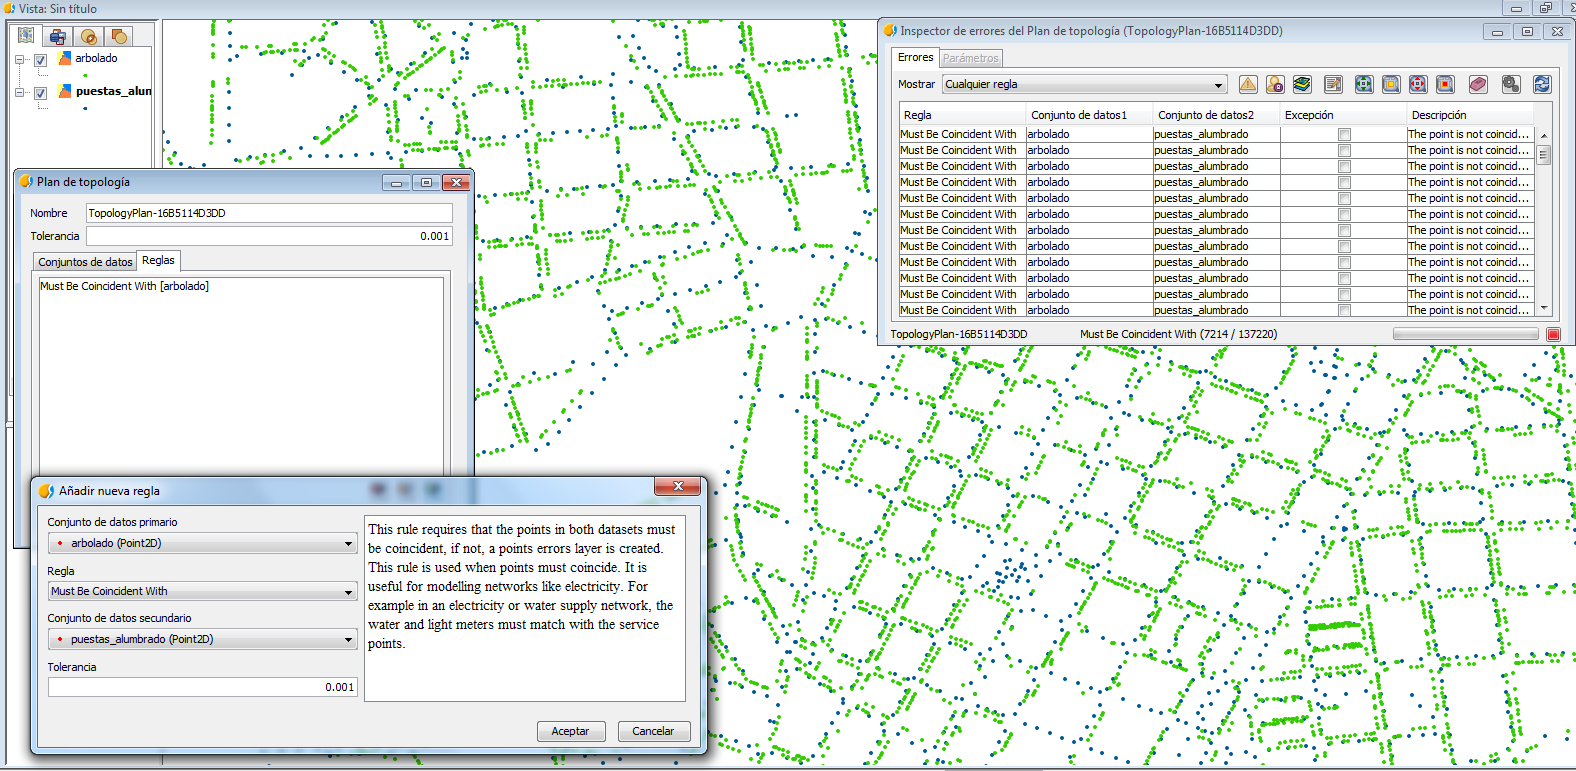 Vista: Sin título
arbolado
puestas_alum
Inspector de errores del Plan de topología (TopologyPlan-16B5114D3DD)
Errores
Parámetros
Mostrar
Cualquier regla
Regla Conjunto de datos1 Conjunto de datos2 Excepción Descripción
Must Be Coincident With arbolado puestas_alumbrado The point is not coincid...
Must Be Coincident With arbolado puestas_alumbrado The point is not coincid...
Must Be Coincident With arbolado puestas_alumbrado The point is not coincid...
Must Be Coincident With arbolado puestas_alumbrado The point is not coincid...
Must Be Coincident With arbolado puestas_alumbrado The point is not coincid...
Must Be Coincident With arbolado puestas_alumbrado The point is not coincid...
Must Be Coincident With arbolado puestas_alumbrado The point is not coincid...
Must Be Coincident With arbolado puestas_alumbrado The point is not coincid...
Must Be Coincident With arbolado puestas_alumbrado The point is not coincid...
Must Be Coincident With arbolado puestas_alumbrado The point is not coincid...
Must Be Coincident With arbolado puestas_alumbrado The point is not coincid...
Must Be Coincident With arbolado puestas_alumbrado The point is not coincid...
TopologyPlan-16B5114D3DD Must Be Coincident With (7214 / 137220)
Plan de topología
Nombre TopologyPlan-16B5114D3DD
Tolerancia 0.001
Conjuntos de datos Reglas
Must Be Coincident With [arbolado]
Añadir nueva regla
Conjunto de datos primario
arbolado (Point2D)
Regla
Must Be Coincident With
Conjunto de datos secundario
puestas_alumbrado (Point2D)
Tolerancia
0.001
This rule requires that the points in both datasets must
be coincident, if not, a points errors layer is created.
This rule is used when points must coincide. It is
useful for modelling networks like electricity. For
example in an electricity or water supply network, the
water and light meters must match with the service
points.
Aceptar Cancelar